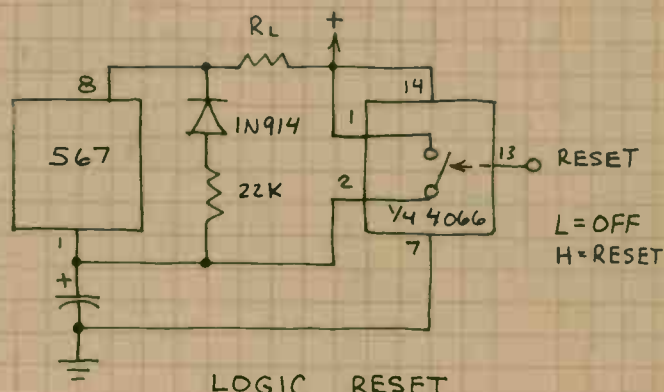 RL
+
8
14
1
1N914
567
13
RESET
22K
2
1/4 4066
L = OFF
1
7
H = RESET
+
LOGIC RESET